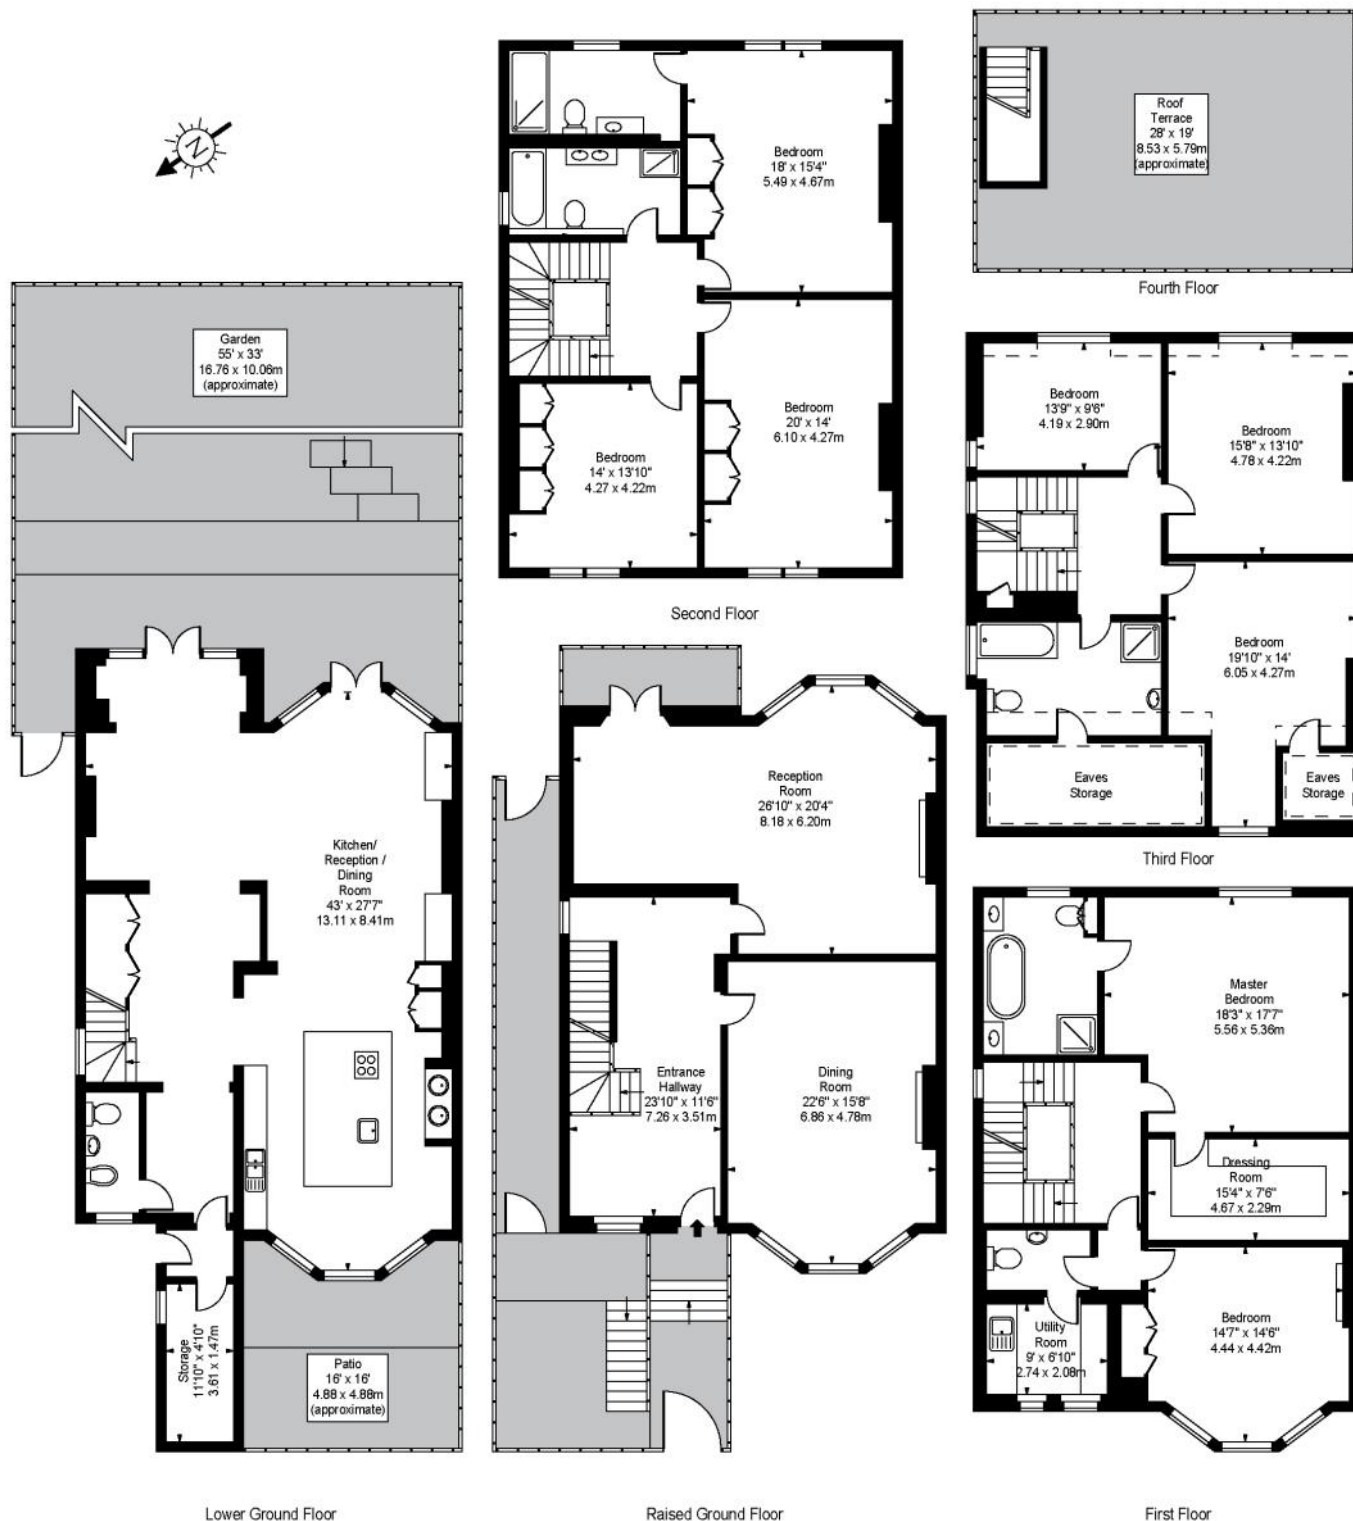 N
Garden
55' x 33'
16.76 x 10.06m
(approximate)
Kitchen/
Reception /
Dining
Room
43' x 27'7"
13.11 x 8.41m
Storage
11'10" x 4'10"
3.61 x 1.47m
Patio
16' x 16'
4.88 x 4.88m
(approximate)
Lower Ground Floor
Bedroom
18' x 15'4"
5.49 x 4.67m
Bedroom
20' x 14'
6.10 x 4.27m
Bedroom
14' x 13'10"
4.27 x 4.22m
Second Floor
Reception
Room
26'10" x 20'4"
8.18 x 6.20m
Entrance
Hallway
23'10" x 11'6"
7.26 x 3.51m
Dining
Room
22'6" x 15'8"
6.86 x 4.78m
Raised Ground Floor
Roof
Terrace
28' x 19'
8.53 x 5.79m
(approximate)
Fourth Floor
Bedroom
13'9" x 9'6"
4.19 x 2.90m
Bedroom
15'8" x 13'10"
4.78 x 4.22m
Bedroom
19'10" x 14'
6.05 x 4.27m
Eaves
Storage
Eaves
Storage
Third Floor
Master
Bedroom
18'3" x 17'7"
5.56 x 5.36m
Dressing
Room
15'4" x 7'6"
4.67 x 2.29m
Bedroom
14'7" x 14'6"
4.44 x 4.42m
Utility
Room
9' x 6'10"
2.74 x 2.08m
First Floor